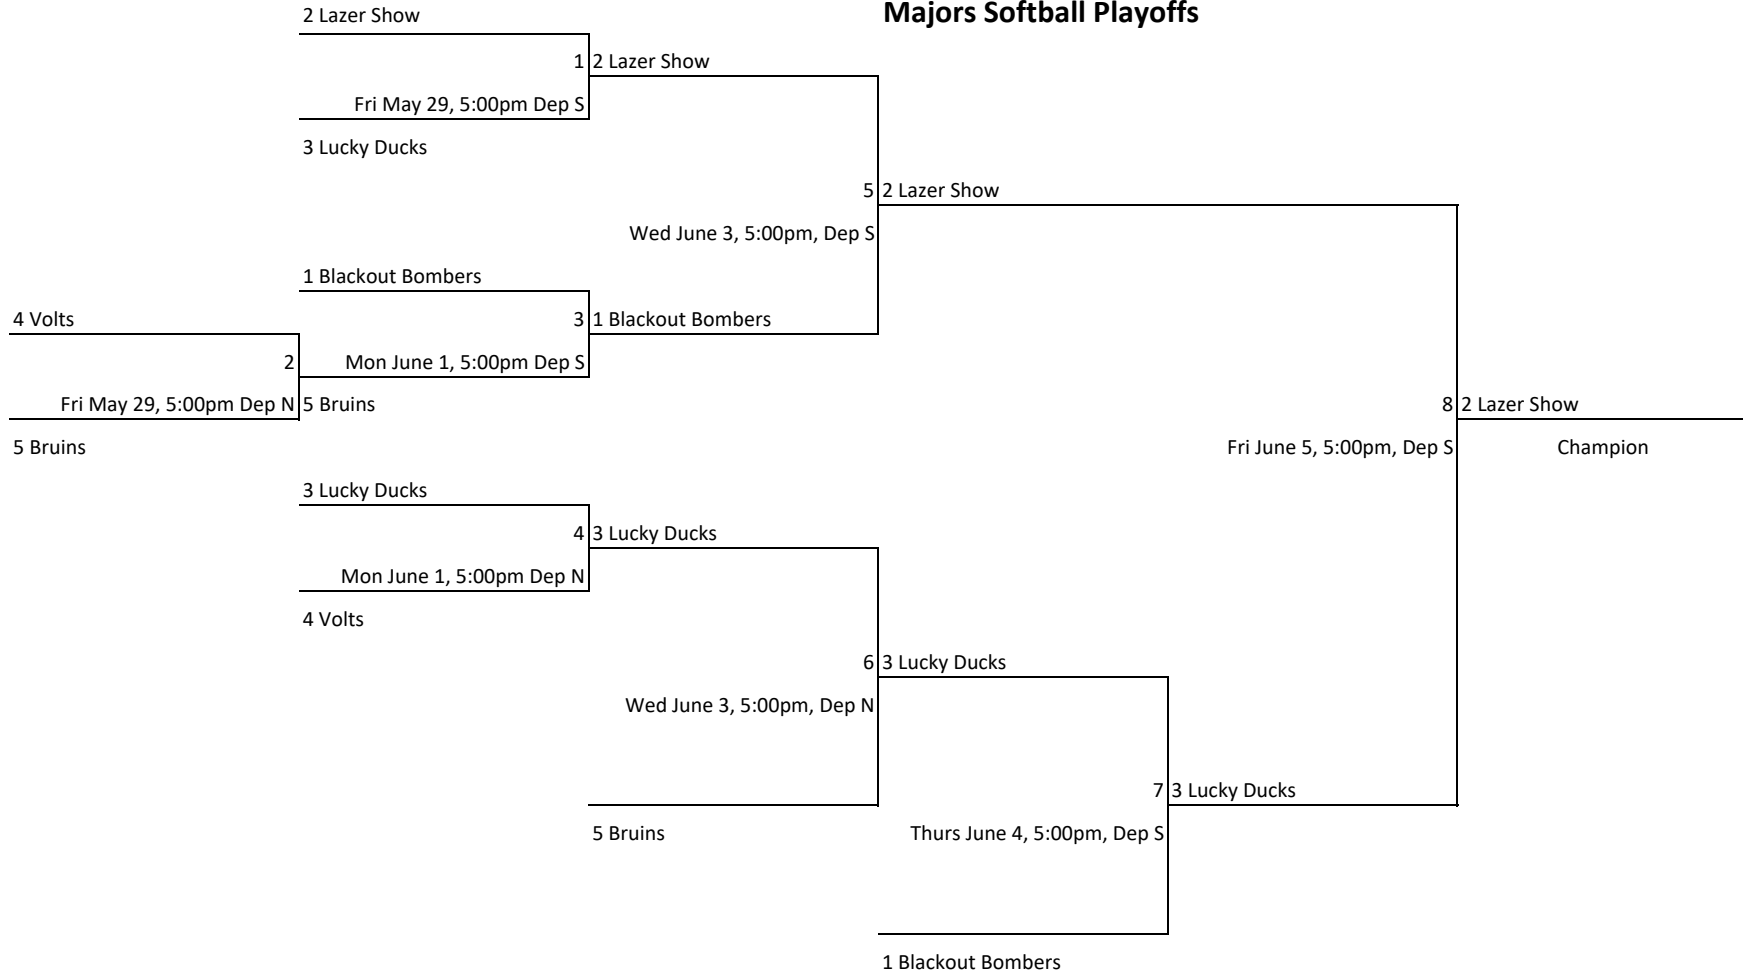 Majors Softball Playoffs
2 Lazer Show
1
2 Lazer Show
Fri May 29, 5:00pm Dep S
3 Lucky Ducks
5
2 Lazer Show
Wed June 3, 5:00pm, Dep S
1 Blackout Bombers
4 Volts
3
1 Blackout Bombers
2
Mon June 1, 5:00pm Dep S
Fri May 29, 5:00pm Dep N
5 Bruins
8
2 Lazer Show
5 Bruins
Fri June 5, 5:00pm, Dep S
Champion
3 Lucky Ducks
4
3 Lucky Ducks
Mon June 1, 5:00pm Dep N
4 Volts
6
3 Lucky Ducks
Wed June 3, 5:00pm, Dep N
7
3 Lucky Ducks
5 Bruins
Thurs June 4, 5:00pm, Dep S
1 Blackout Bombers